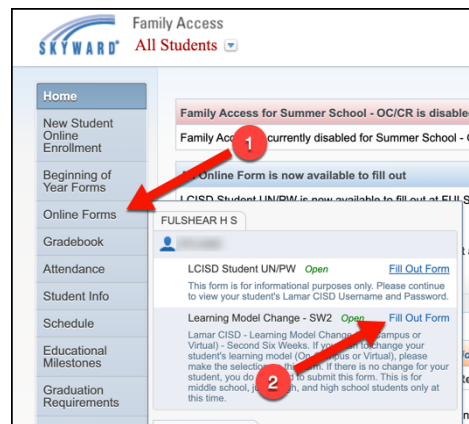 Family Access
SKYWARD All Students
Home
New Student
Online
Enrollment
Beginning of
Year Forms
Online Forms
Gradebook
Attendance
Student Info
Schedule
Educational
Milestones
Graduation
Requirements
Family Access for Summer School - OC/CR is disable
Family currently disabled for Summer School -
1
Online Form is now available to fill out
LCISD Student UN/PW is now available to fill out at FULS
FULSHEAR H S
LCISD Student UN/PW Open Fill Out Form
This form is for informational purposes only. Please continue
to view your student's Lamar CISD Username and Password.
Learning Model Change - SW2 Open Fill Out Form
Lamar CISD - Learning Model Change Campus or
Virtual) - Second Six Weeks. If you change your
student's learning model (On Campus or Virtual), please
make the selection form. If there is no change for your
student, you do to submit this form. This is for
middle school, and high school students only at
this time.
2